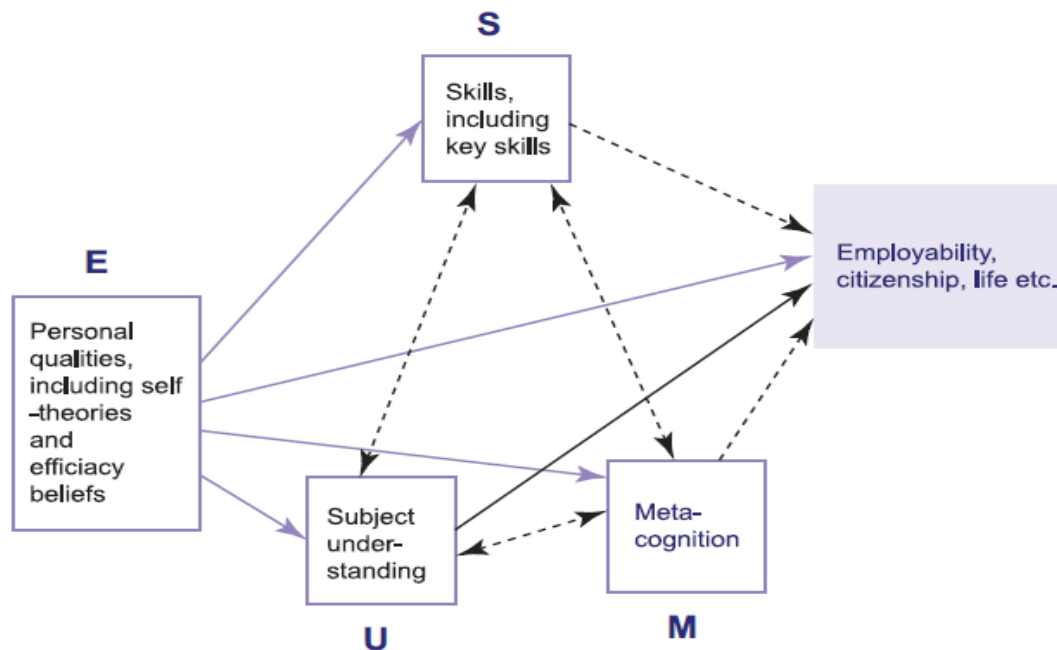 S
Skills,
including
key skills
E
Personal
qualities,
including self
–theories
and
efficiacy
beliefs
Employability,
citizenship, life etc.
Subject
under-
standing
U
Meta-
cognition
M